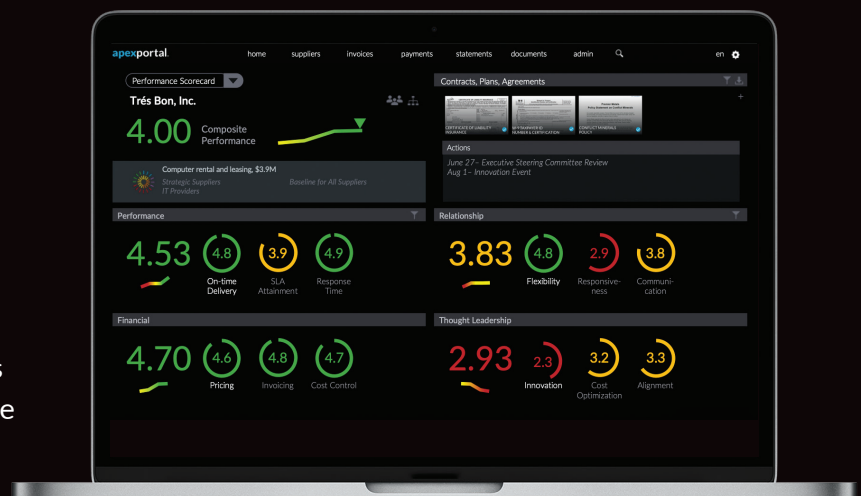 apexportal.
home suppliers invoices payments statements documents admin en
Performance Scorecard
Trés Bon, Inc.
4.00 Composite
Performance
Computer rental and leasing, $3.9M
Strategic Suppliers Baseline for All Suppliers
IT Providers
Contracts, Plans, Agreements
+
CERTIFICATE OF LIABILITY
INSURANCE
NUMBER & CERTIFICATION
CONFLICT MINERALS
POLICY
Actions
June 27– Executive Steering Committee Review
Aug 1– Innovation Event
Performance
4.53 4.8 3.9 4.9
On-time
Delivery
SLA
Attainment
Response
Time
Relationship
3.83 4.8 2.9 3.8
Flexibility
Responsive-
ness
Communi-
cation
Financial
4.70 4.6 4.8 4.7
Pricing Invoicing Cost Control
Thought Leadership
2.93 2.3 3.2 3.3
Innovation
Cost
Optimization
Alignment
s
e